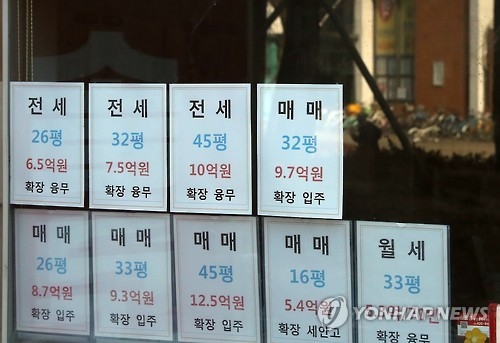 전세
26평
6.5억원
확장 융무
전세
32평
7.5억원
확장 융무
전세
45평
10억원
확장 융무
매매
32평
9.7억원
확장 입주
매매
26평
8.7억원
확장 입주
매매
33평
9.3억원
확장 입주
매매
45평
12.5억원
확장 입주
매매
16평
5.4억원
확장 세안고
월세
33평
확장 융무
YONHAPNEWS
YONHAPNEWS